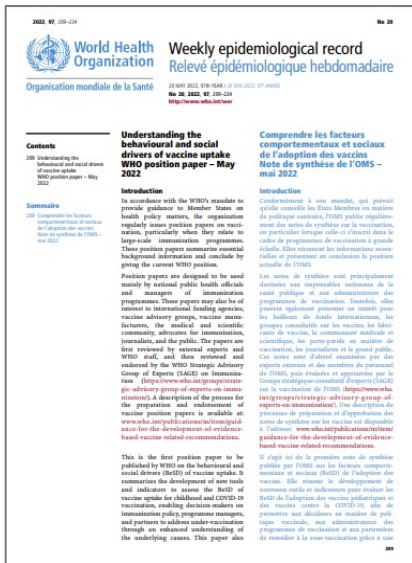 2022, 97, 209–224
No 20
World Health
Organization
Organisation mondiale de la Santé
Weekly epidemiological record
Relevé épidémiologique hebdomadaire
20 MAY 2022, 97th YEAR / 20 MAI 2022, 97e ANNÉE
No 20, 2022, 97, 209–224
http://www.who.int/wer
Contents
209 Understanding the
behavioural and social drivers
of vaccine uptake
WHO position paper – May
2022
Sommaire
209 Comprendre les facteurs
comportementaux et sociaux
de l'adoption des vaccins
Note de synthèse de l'OMS –
mai 2022
Understanding the
behavioural and social
drivers of vaccine uptake
WHO position paper – May
2022
Introduction
In accordance with the WHO's mandate to
provide guidance to Member States on
health policy matters, the organization
regularly issues position papers on vacci-
nation, particularly when they relate to
large-scale immunization programmes.
These position papers summarize essential
background information and conclude by
giving the current WHO position.
Position papers are designed to be used
mainly by national public health officials
and managers of immunization
programmes. These papers may also be of
interest to international funding agencies,
vaccine advisory groups, vaccine manu-
facturers, the medical and scientific
community, advocates for immunization,
journalists, and the public. The papers are
first reviewed by external experts and
WHO staff, and then reviewed and
endorsed by the WHO Strategic Advisory
Group of Experts (SAGE) on Immuniza-
tion (https://www.who.int/groups/strate-
gic-advisory-group-of-experts-on-immu-
nization/). A description of the process for
the preparation and endorsement of
vaccine position papers is available at:
www.who.int/publications/m/item/guid-
ance-for-the-development-of-evidence-
based-vaccine-related-recommendations.
This is the first position paper to be
published by WHO on the behavioural and
social drivers (BeSD) of vaccine uptake. It
summarizes the development of new tools
and indicators to assess the BeSD of
vaccine uptake for childhood and COVID-19
vaccination, enabling decision-makers on
immunization policy, programme managers,
and partners to address under-vaccination
through an enhanced understanding of
the underlying causes. This paper also
Comprendre les facteurs
comportementaux et sociaux
de l'adoption des vaccins
Note de synthèse de l'OMS –
mai 2022
Introduction
Conformément à son mandat, qui prévoit
qu'elle conseille les États Membres en matière
de politique sanitaire, l'OMS publie régulière-
ment des notes de synthèse sur la vaccination,
en particulier lorsque celle-ci s'inscrit dans le
cadre de programmes de vaccination à grande
échelle. Elles résument les informations essen-
tielles et présentent en conclusion la position
actuelle de l'OMS.
Les notes de synthèse sont principalement
destinées aux responsables nationaux de la
santé publique et aux administrateurs des
programmes de vaccination. Toutefois, elles
peuvent également présenter un intérêt pour
les bailleurs de fonds internationaux, les
groupes consultatifs sur les vaccins, les fabri-
cants de vaccins, la communauté médicale et
scientifique, les porte-parole en matière de
vaccination, les journalistes et le grand public.
Ces notes sont d'abord examinées par des
experts externes et des membres du personnel
de l'OMS, puis évaluées et approuvées par le
Groupe stratégique consultatif d'experts (SAGE)
sur la vaccination de l'OMS (https://www.who.
int/groups/strategic-advisory-group-of-
experts-on-immunization/). Une description du
processus de préparation et d'approbation des
notes de synthèse sur les vaccins est disponible
à l'adresse: www.who.int/publications/m/item/
guidance-for-the-development-of-evidence-
based-vaccine-related-recommendations.
Il s'agit ici de la première note de synthèse
publiée par l'OMS sur les facteurs comporte-
mentaux et sociaux (BeSD) de l'adoption des
vaccins. Elle résume le développement de
nouveaux outils et indicateurs pour évaluer les
BeSD de l'adoption des vaccins pédiatriques et
des vaccins contre la COVID-19, afin de
permettre aux décideurs en matière de poli-
tique vaccinale, aux administrateurs des
programmes de vaccination et aux partenaires
de remédier à la sous-vaccination grâce à une
209